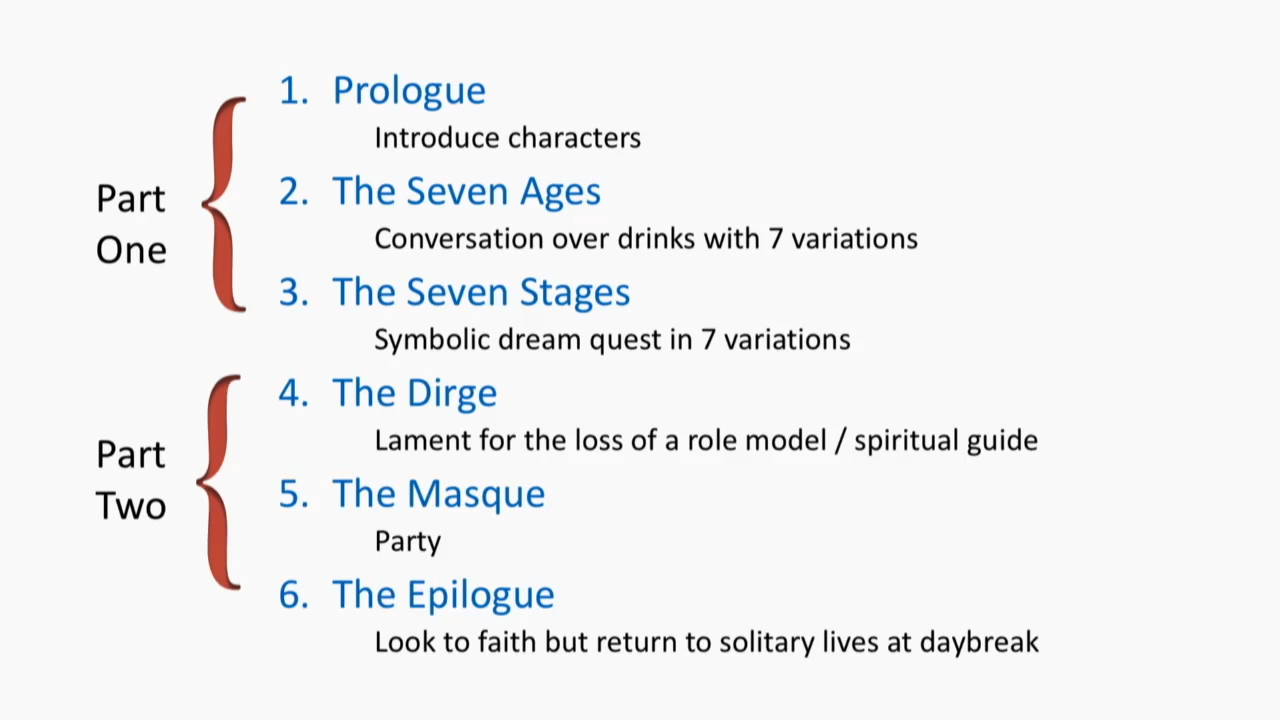 Part
One
1. Prologue
Introduce characters
2. The Seven Ages
Conversation over drinks with 7 variations
3. The Seven Stages
Symbolic dream quest in 7 variations
Part
Two
4. The Dirge
Lament for the loss of a role model / spiritual guide
5. The Masque
Party
6. The Epilogue
Look to faith but return to solitary lives at daybreak